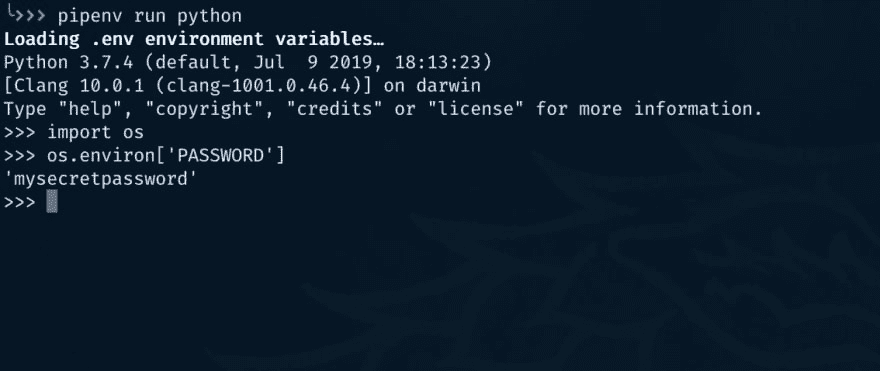 ╰>>> pipenv run python
Loading .env environment variables…
Python 3.7.4 (default, Jul  9 2019, 18:13:23)
[Clang 10.0.1 (clang-1001.0.46.4)] on darwin
Type "help", "copyright", "credits" or "license" for more information.
>>> import os
>>> os.environ['PASSWORD']
'mysecretpassword'
>>>